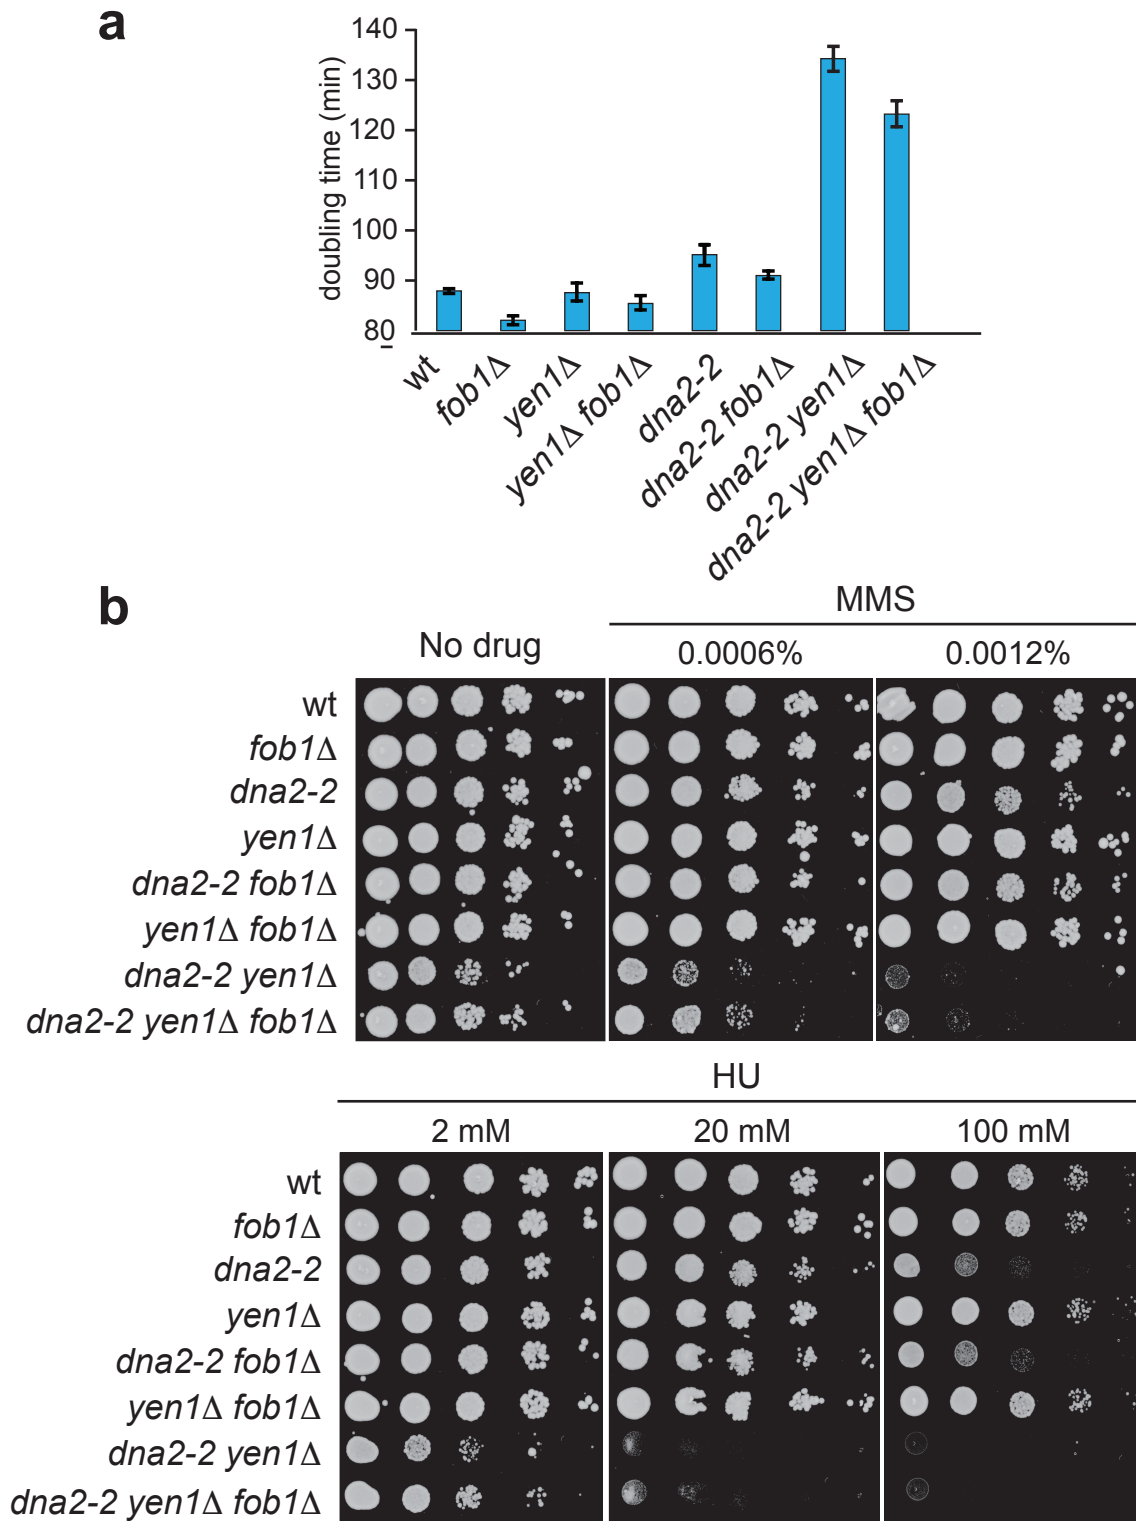 a
doubling time (min)
140
130
120
110
100
90
80
wt
fob1Δ
yen1Δ
yen1Δ fob1Δ
dna2-2
dna2-2 fob1Δ
dna2-2 yen1Δ
dna2-2 yen1Δ fob1Δ
b
MMS
No drug 0.0006% 0.0012%
wt
fob1Δ
dna2-2
yen1Δ
dna2-2 fob1Δ
yen1Δ fob1Δ
dna2-2 yen1Δ
dna2-2 yen1Δ fob1Δ
HU
2 mM 20 mM 100 mM
wt
fob1Δ
dna2-2
yen1Δ
dna2-2 fob1Δ
yen1Δ fob1Δ
dna2-2 yen1Δ
dna2-2 yen1Δ fob1Δ